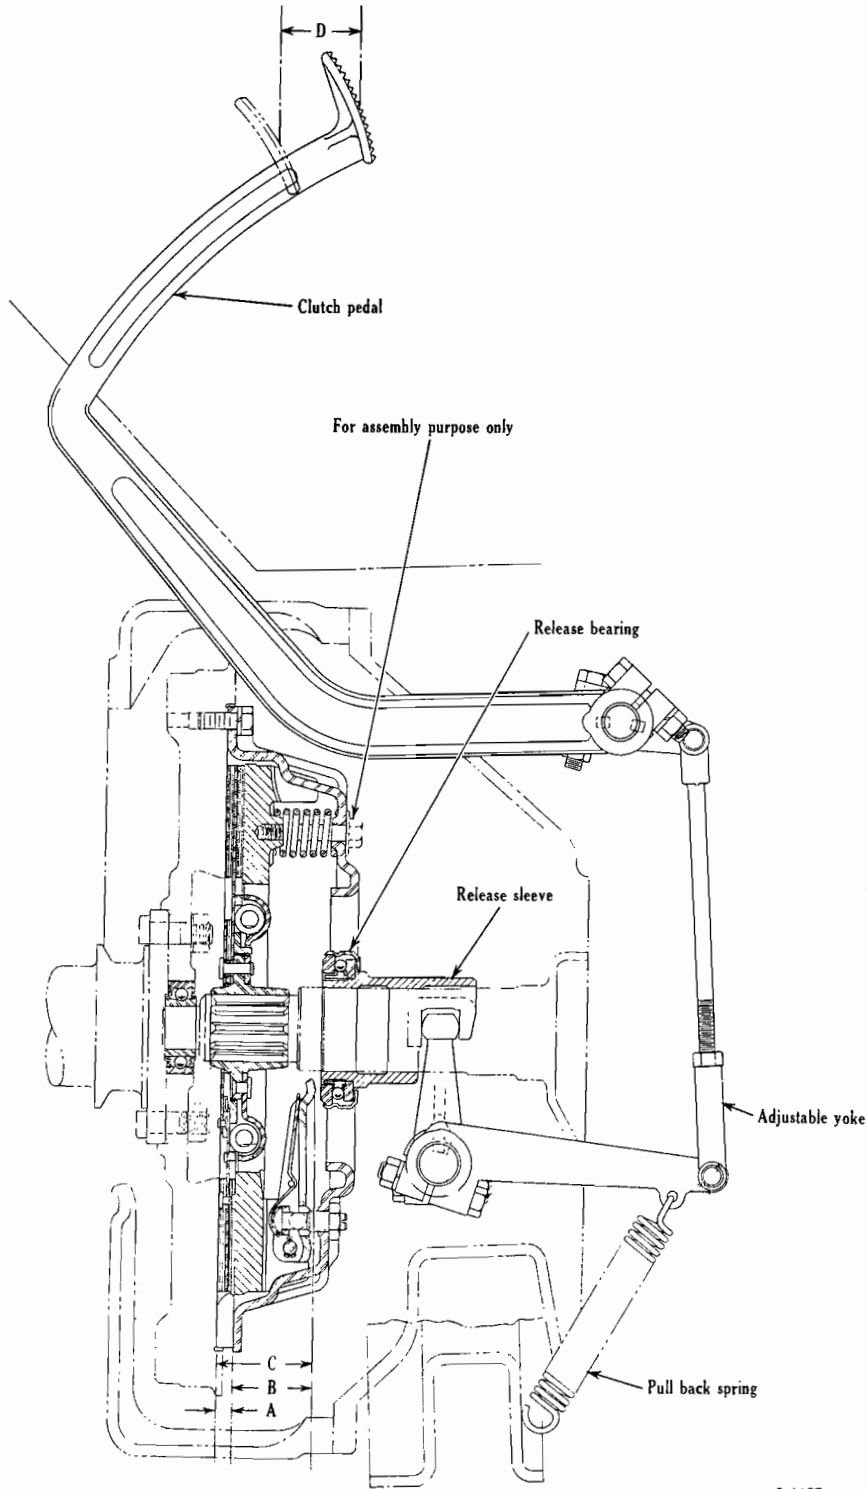 D
Clutch pedal
For assembly purpose only
Release bearing
Release sleeve
Adjustable yoke
Pull back spring
C
B
A